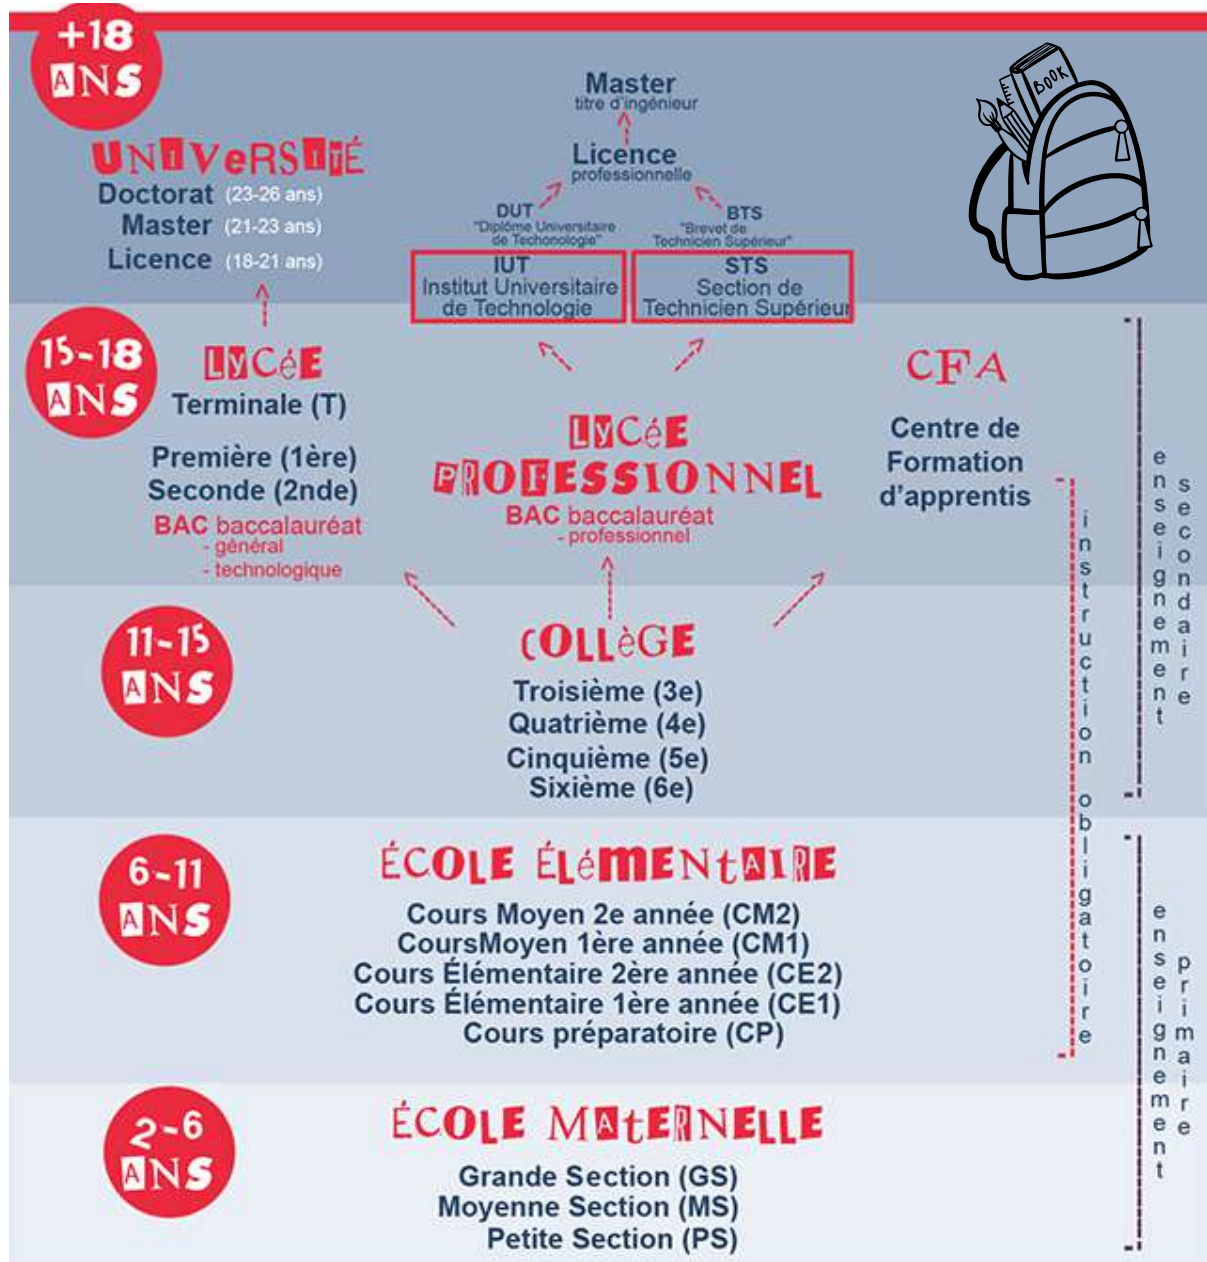 +18
ANS
UNIVERSITÉ
Doctorat (23-26 ans)
Master (21-23 ans)
Licence (18-21 ans)
Master
titre d'ingénieur
Licence
professionnelle
DUT
"Diplôme Universitaire
de Techonologie"
BTS
"Brevet de
Technicien Supérieur"
IUT
Institut Universitaire
de Technologie
STS
Section de
Technicien Supérieur
BOOK
15-18
ANS
LYCéE
Terminale (T)
Première (1ère)
Seconde (2nde)
BAC baccalauréat
- général
- technologique
LYCéE
PROFESSIONNEL
BAC baccalauréat
- professionnel
CFA
Centre de
Formation
d'apprentis
11-15
ANS
COLLèGE
Troisième (3e)
Quatrième (4e)
Cinquième (5e)
Sixième (6e)
6-11
ANS
ÉCOLE ÉLéMENtAIRE
Cours Moyen 2e année (CM2)
CoursMoyen 1ère année (CM1)
Cours Élémentaire 2ère année (CE2)
Cours Élémentaire 1ère année (CE1)
Cours préparatoire (CP)
2-6
ANS
ÉCOLE MAtERNELLE
Grande Section (GS)
Moyenne Section (MS)
Petite Section (PS)
instruction obligatoire
enseignement
secondaire
enseignement
primaire